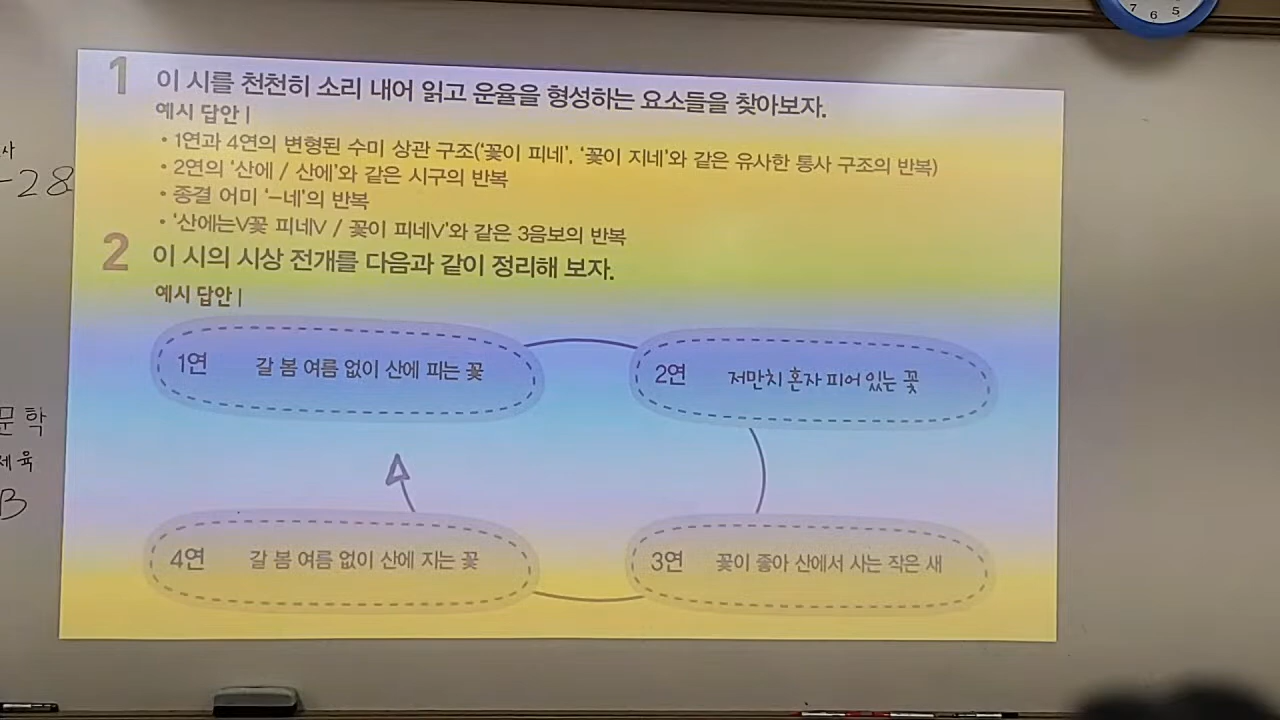 1 이 시를 천천히 소리 내어 읽고 운율을 형성하는 요소들을 찾아보자.
예시 답안 |
• 1연과 4연의 변형된 수미 상관 구조('꽃이 피네', '꽃이 지네'와 같은 유사한 통사 구조의 반복)
• 2연의 '산에 / 산에'와 같은 시구의 반복
• 종결 어미 '–네'의 반복
• '산에는V꽃 피네V / 꽃이 피네V'와 같은 3음보의 반복
2 이 시의 시상 전개를 다음과 같이 정리해 보자.
예시 답안 |
1연 갈 봄 여름 없이 산에 피는 꽃
2연 저만치 혼자 피어 있는 꽃
4연 갈 봄 여름 없이 산에 지는 꽃
3연 꽃이 좋아 산에서 사는 작은 새
사
-28
문학
B
7 6 5